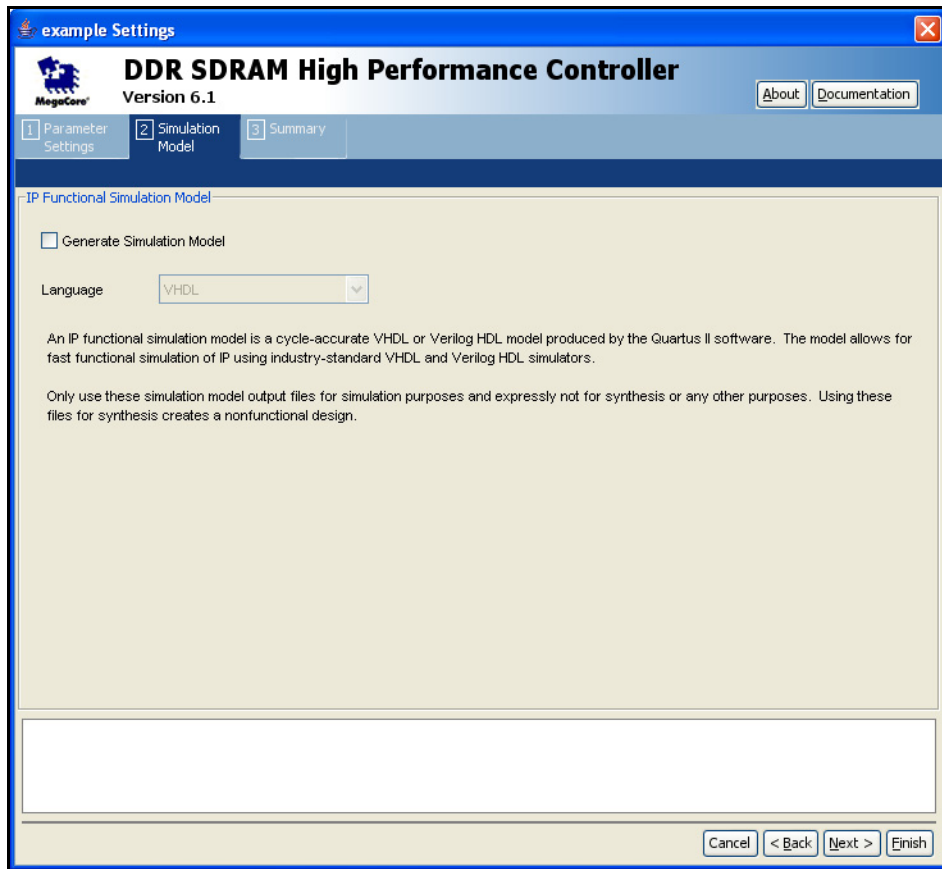 example Settings
DDR SDRAM High Performance Controller
MegaCore®
Version 6.1
About
Documentation
1 Parameter
Settings
2 Simulation
Model
3 Summary
IP Functional Simulation Model
Generate Simulation Model
Language
VHDL
An IP functional simulation model is a cycle-accurate VHDL or Verilog HDL model produced by the Quartus II software. The model allows for
fast functional simulation of IP using industry-standard VHDL and Verilog HDL simulators.
Only use these simulation model output files for simulation purposes and expressly not for synthesis or any other purposes. Using these
files for synthesis creates a nonfunctional design.
Cancel
< Back
Next >
Finish